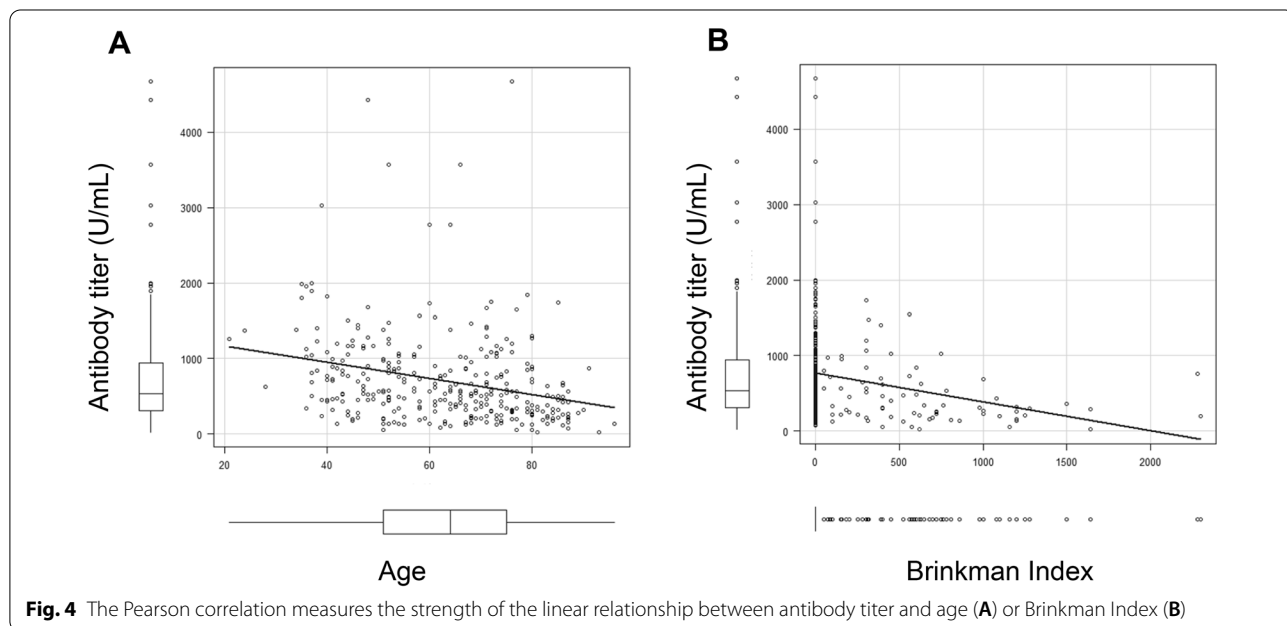 A
Antibody titer (U/mL)
4000
3000
2000
1000
0
20 40 60 80
Age
B
Antibody titer (U/mL)
4000
3000
2000
1000
0
0 500 1000 1500 2000
Brinkman Index
Fig. 4 The Pearson correlation measures the strength of the linear relationship between antibody titer and age (A) or Brinkman Index (B)